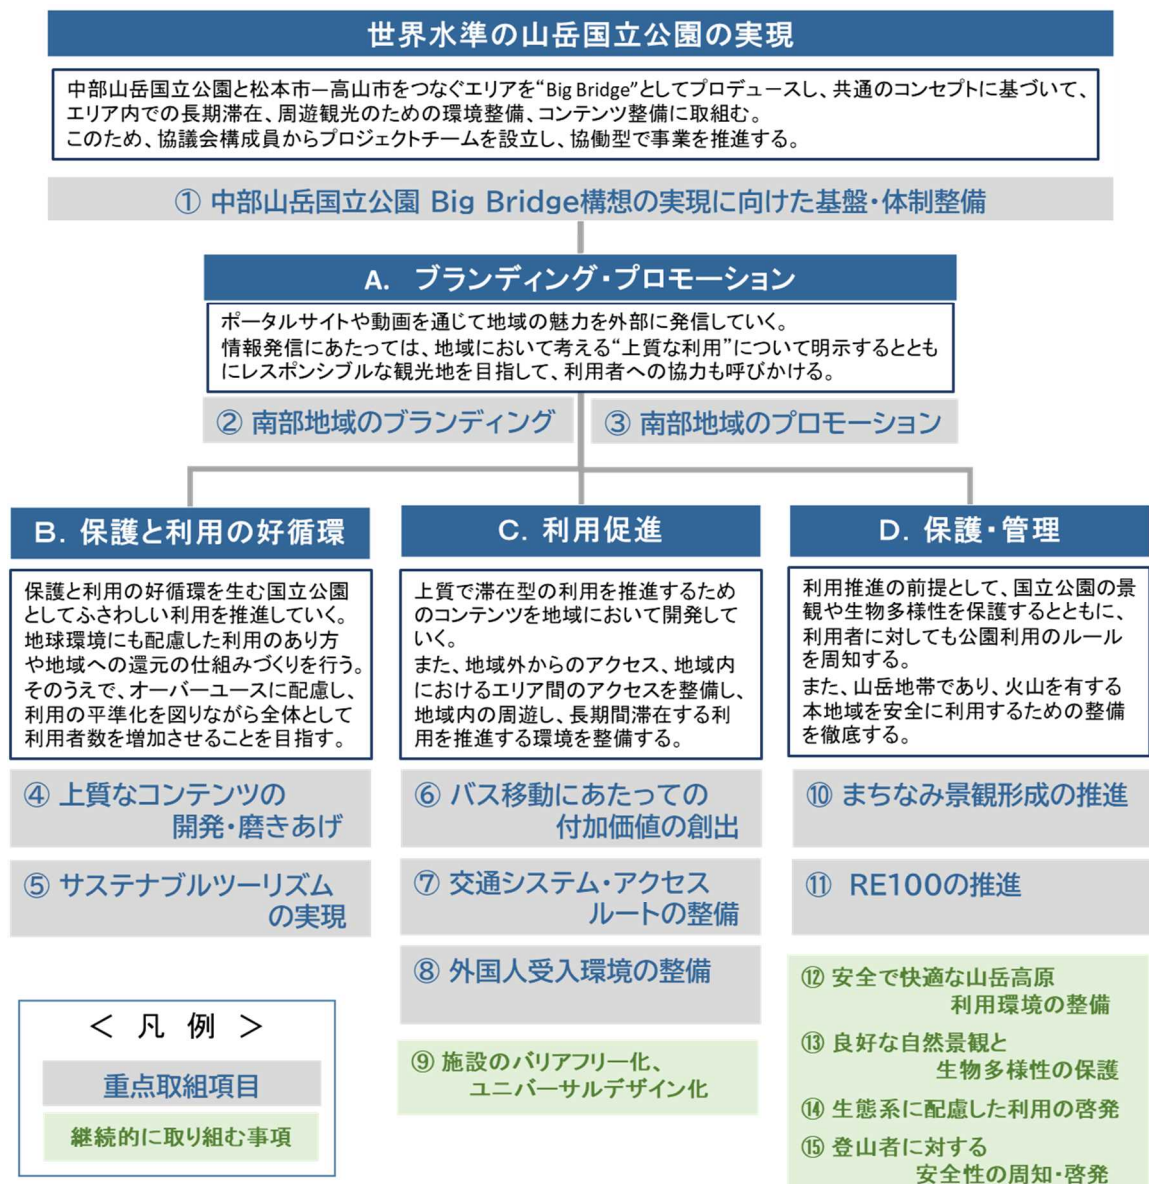 世界水準の山岳国立公園の実現
中部山岳国立公園と松本市―高山市をつなぐエリアを“Big Bridge”としてプロデュースし、共通のコンセプトに基づいて、
エリア内での長期滞在、周遊観光のための環境整備、コンテンツ整備に取組む。
このため、協議会構成員からプロジェクトチームを設立し、協働型で事業を推進する。
① 中部山岳国立公園 Big Bridge構想の実現に向けた基盤・体制整備
A. ブランディング・プロモーション
ポータルサイトや動画を通じて地域の魅力を外部に発信していく。
情報発信にあたっては、地域において考える“上質な利用”について明示するととも
にレスポンシブルな観光地を目指して、利用者への協力も呼びかける。
② 南部地域のブランディング
③ 南部地域のプロモーション
B. 保護と利用の好循環
保護と利用の好循環を生む国立公園
としてふさわしい利用を推進していく。
地球環境にも配慮した利用のあり方
や地域への還元の仕組みづくりを行う。
そのうえで、オーバーユースに配慮し、
利用の平準化を図りながら全体として
利用者数を増加させることを目指す。
④ 上質なコンテンツの
開発・磨きあげ
⑤ サステナブルツーリズム
の実現
C. 利用促進
上質で滞在型の利用を推進するため
のコンテンツを地域において開発して
いく。
また、地域外からのアクセス、地域内
におけるエリア間のアクセスを整備し、
地域内の周遊し、長期間滞在する利
用を推進する環境を整備する。
⑥ バス移動にあたっての
付加価値の創出
⑦ 交通システム・アクセス
ルートの整備
⑧ 外国人受入環境の整備
⑨ 施設のバリアフリー化、
ユニバーサルデザイン化
D. 保護・管理
利用推進の前提として、国立公園の景
観や生物多様性を保護するとともに、
利用者に対しても公園利用のルール
を周知する。
また、山岳地帯であり、火山を有する
本地域を安全に利用するための整備
を徹底する。
⑩ まちなみ景観形成の推進
⑪ RE100の推進
⑫ 安全で快適な山岳高原
利用環境の整備
⑬ 良好な自然景観と
生物多様性の保護
⑭ 生態系に配慮した利用の啓発
⑮ 登山者に対する
安全性の周知・啓発
＜ 凡 例 ＞
重点取組項目
継続的に取り組む事項